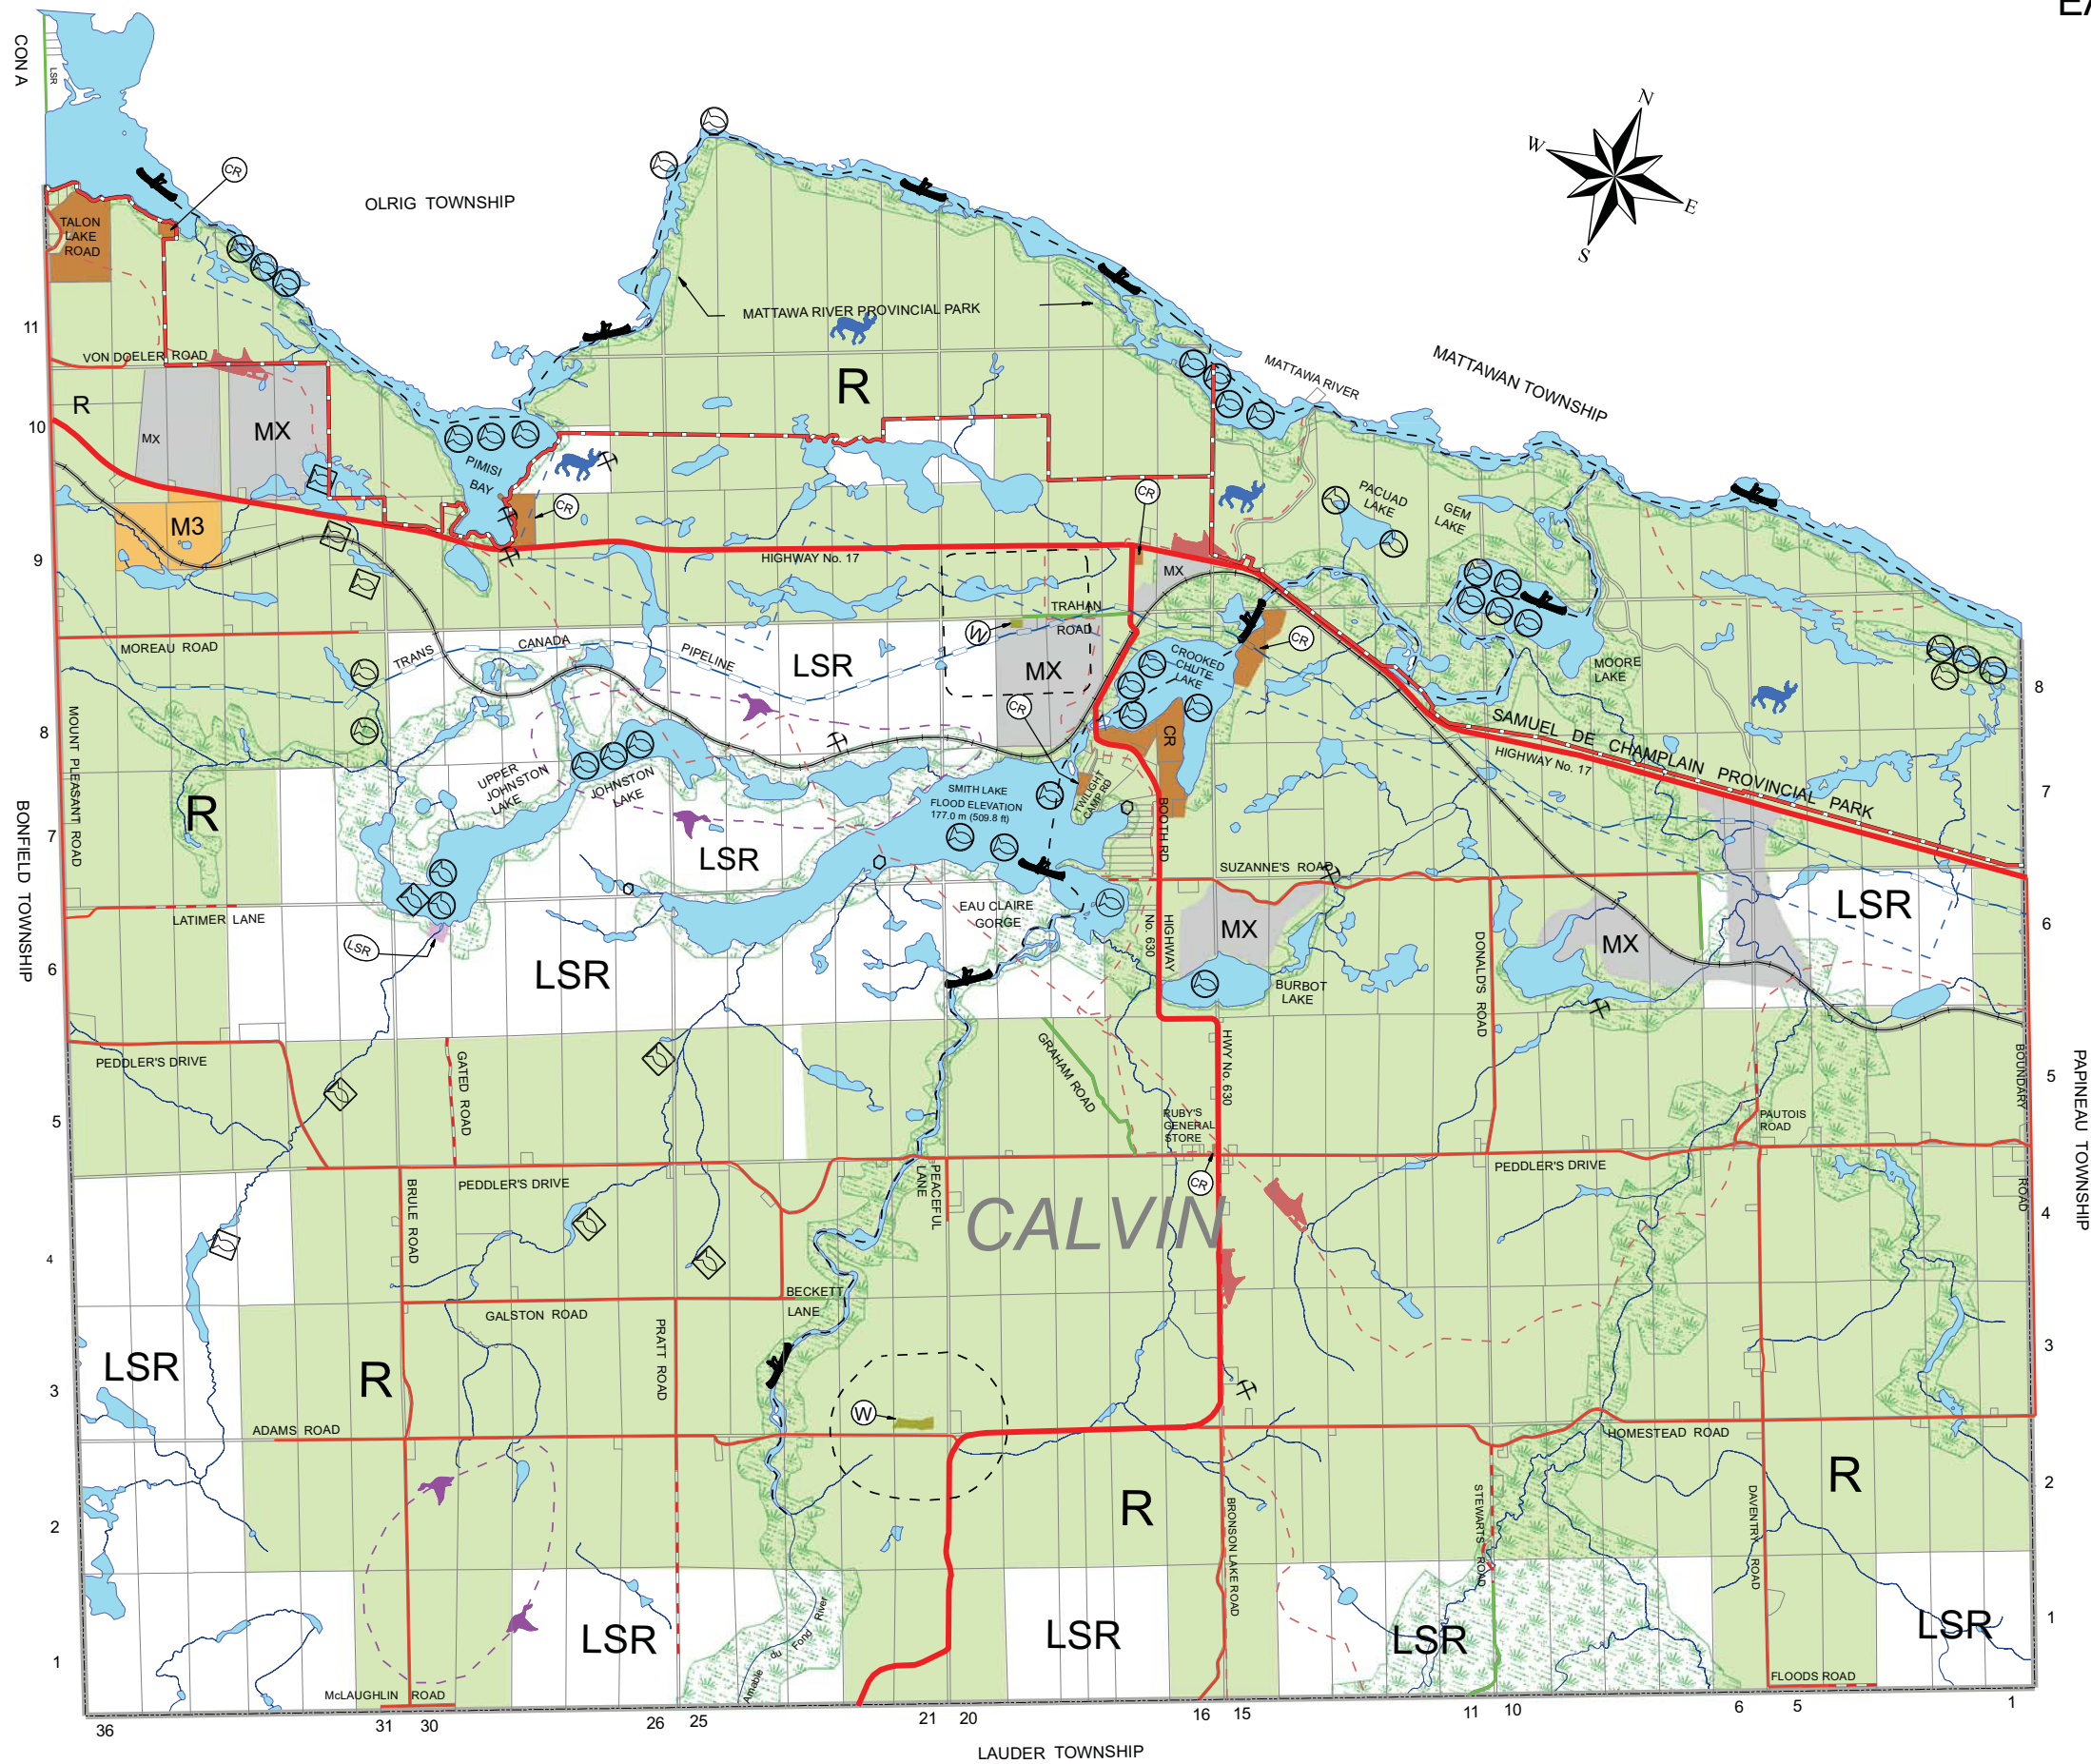 EA
CON A
LSR
N
W
E
S
CR
OLRIG TOWNSHIP
TALON
LAKE
ROAD
MATTAWA RIVER PROVINCIAL PARK
11
VON DOELER ROAD
MATTAWA RIVER
MATTAWAN TOWNSHIP
R
R
10
MX
MX
PIMISI
BAY
CR
CR
PACUAD
LAKE
GEM
LAKE
M3
9
HIGHWAY No. 17
MX
TRAHAN
ROAD
W
MOREAU ROAD
TRANS
CANADA
PIPELINE
LSR
MX
CROOKED
CHUTE
LAKE
CR
MOORE
LAKE
8
CR
8
MOUNT PLEASANT ROAD
SAMUEL DE CHAMPLAIN PROVINCIAL PARK
HIGHWAY No. 17
CR
UPPER
JOHNSTON
LAKE
JOHNSTON
LAKE
SMITH LAKE
FLOOD ELEVATION
177.0 m (509.8 ft)
TWILIGHT
CAMP RD
BOOTH RD
7
R
BONFIELD TOWNSHIP
7
LSR
SUZANNE'S ROAD
LATIMER LANE
EAU CLAIRE
GORGE
HIGHWAY
No. 630
MX
LSR
6
LSR
DONALD'S ROAD
MX
6
LSR
BURBOT
LAKE
PEDDLER'S DRIVE
GATED ROAD
GRAHAM ROAD
HWY No. 630
BOUNDARY
ROAD
PAPINEAU TOWNSHIP
5
5
RUBY'S
GENERAL
STORE
PAUTOIS
ROAD
PEDDLER'S DRIVE
PEDDLER'S DRIVE
BRULE ROAD
PEACEFUL
LANE
CR
CALVIN
4
4
BECKETT
LANE
GALSTON ROAD
PRATT ROAD
LSR
R
3
3
W
ADAMS ROAD
HOMESTEAD ROAD
R
2
R
BRONSON LAKE ROAD
STEWARTS ROAD
DAVENTRY ROAD
2
LSR
Amable du Fond River
LSR
LSR
LSR
1
1
FLOODS ROAD
McLAUGHLIN ROAD
36
31
30
26
25
21
20
16
15
11
10
6
5
1
LAUDER TOWNSHIP